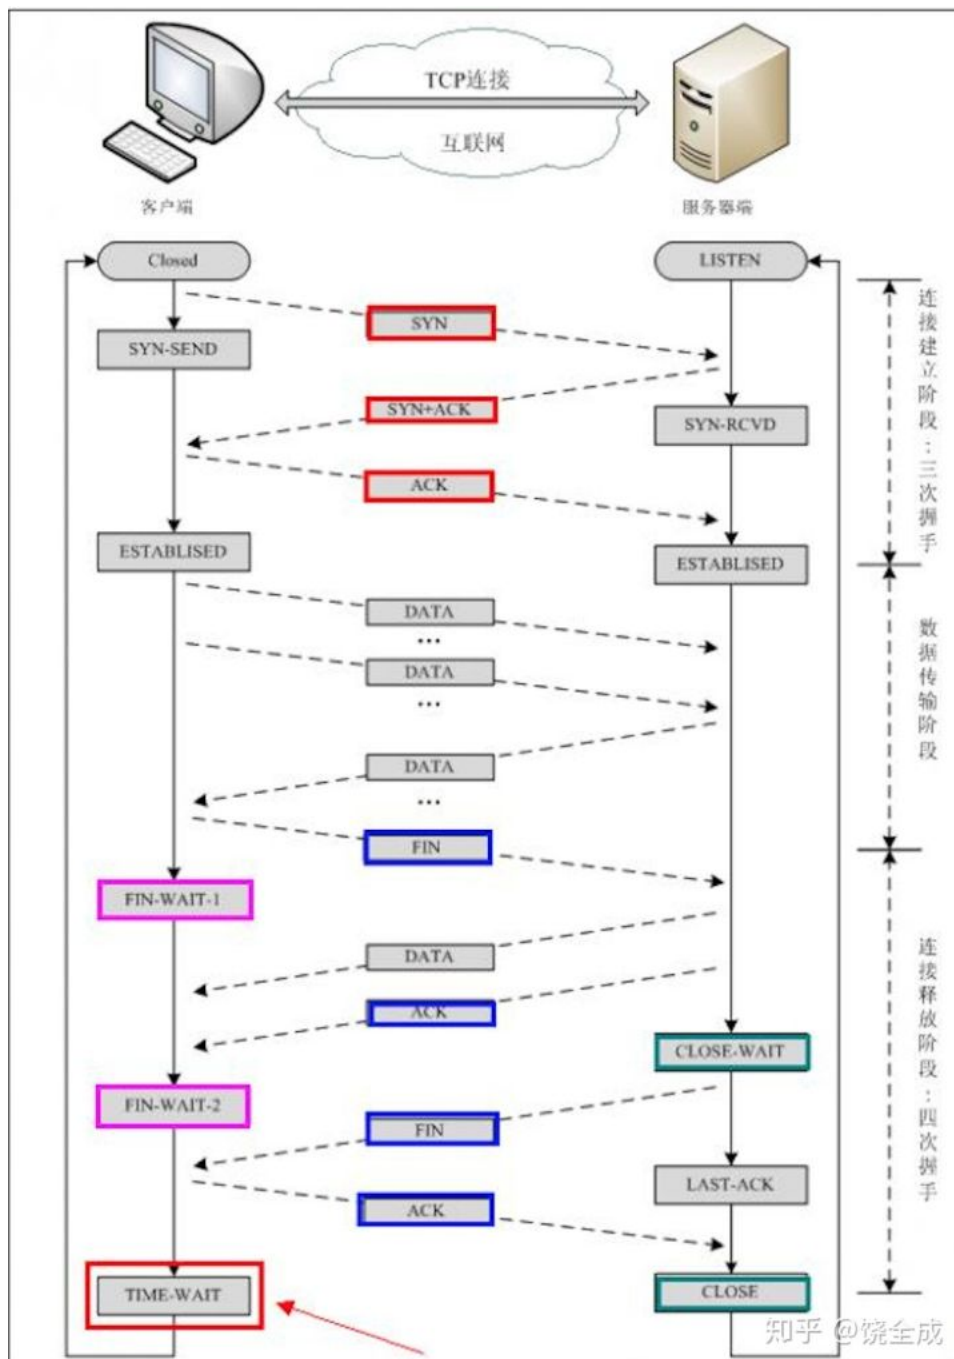 TCP连接
互联网
客户端
服务器端
Closed
LISTEN
SYN
SYN-SEND
SYN+ACK
SYN-RCVD
ACK
ESTABLISED
ESTABLISED
连接建立阶段：三次握手
DATA
...
DATA
...
DATA
...
数据传输阶段
FIN
FIN-WAIT-1
DATA
ACK
CLOSE-WAIT
FIN-WAIT-2
FIN
LAST-ACK
ACK
连接释放阶段：四次握手
TIME-WAIT
CLOSE
知乎 @饶全成